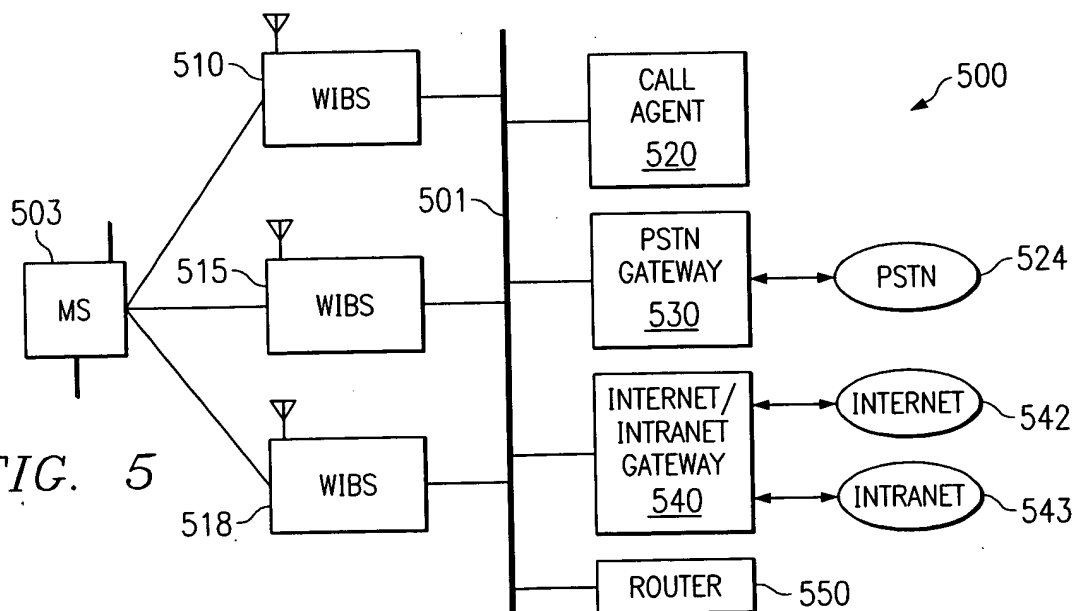 510
WIBS
CALL
AGENT
520
500
503
MS
515
WIBS
501
PSTN
GATEWAY
530
PSTN
524
518
WIBS
INTERNET/
INTRANET
GATEWAY
540
INTERNET
542
INTRANET
543
FIG. 5
ROUTER
550